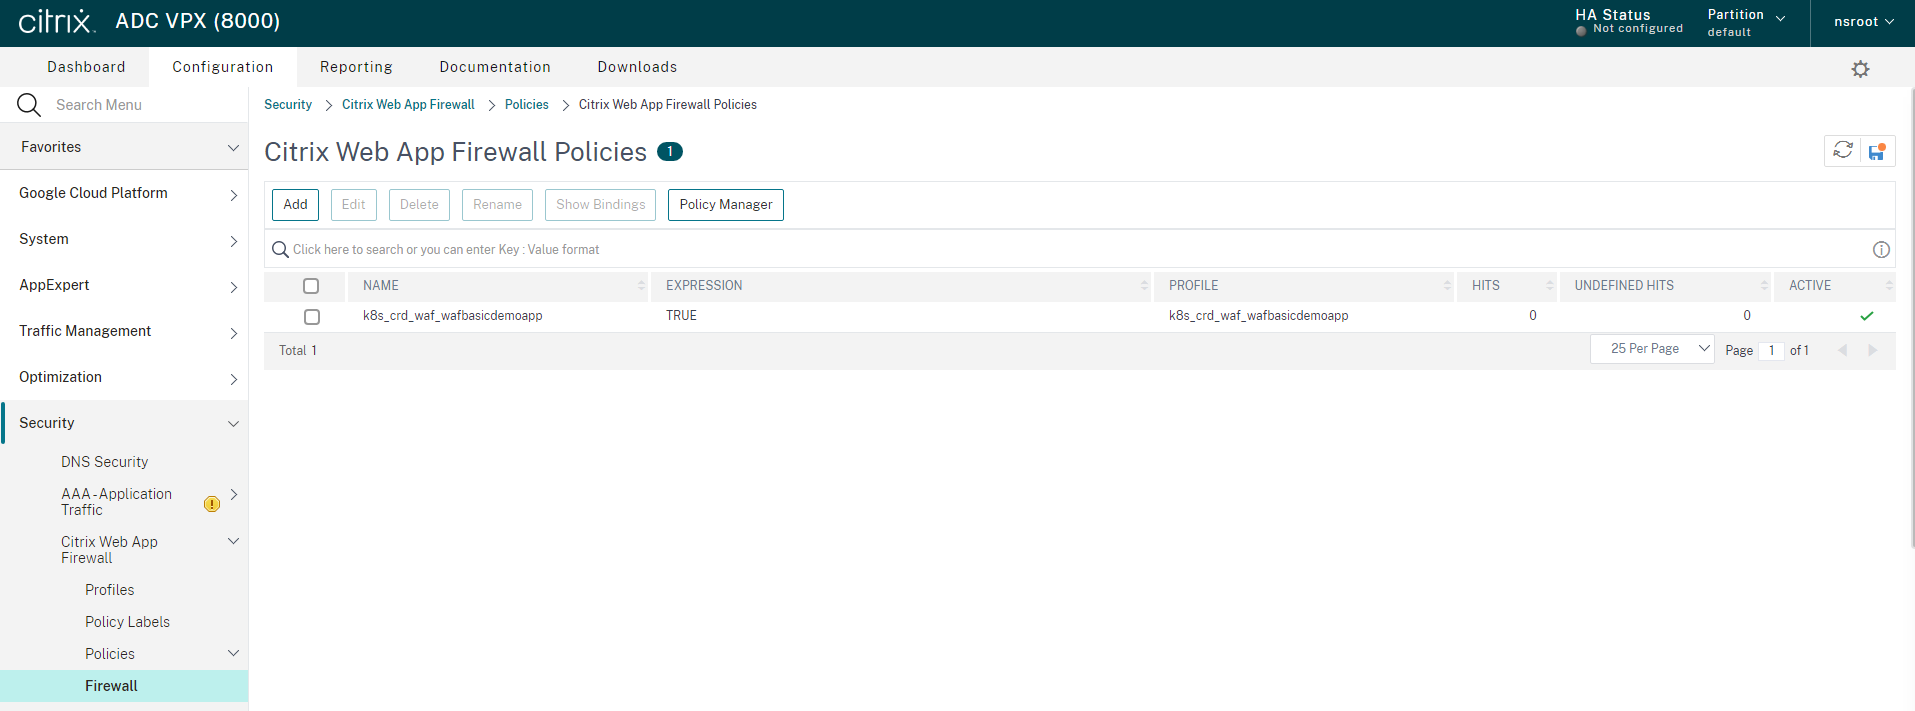 citrix ADC VPX (8000)
HA Status
Not configured
Partition
default
nsroot
Dashboard Configuration Reporting Documentation Downloads
Search Menu
Favorites
Google Cloud Platform
System
AppExpert
Traffic Management
Optimization
Security
DNS Security
AAA - Application
Traffic
Citrix Web App
Firewall
Profiles
Policy Labels
Policies
Firewall
Security Citrix Web App Firewall Policies Citrix Web App Firewall Policies
Citrix Web App Firewall Policies 1
Add Edit Delete Rename Show Bindings Policy Manager
Click here to search or you can enter Key : Value format
NAME EXPRESSION PROFILE HITS UNDEFINED HITS ACTIVE
k8s_crd_waf_wafbasicdemoapp TRUE k8s_crd_waf_wafbasicdemoapp 0 0
Total 1 25 Per Page Page 1 of 1